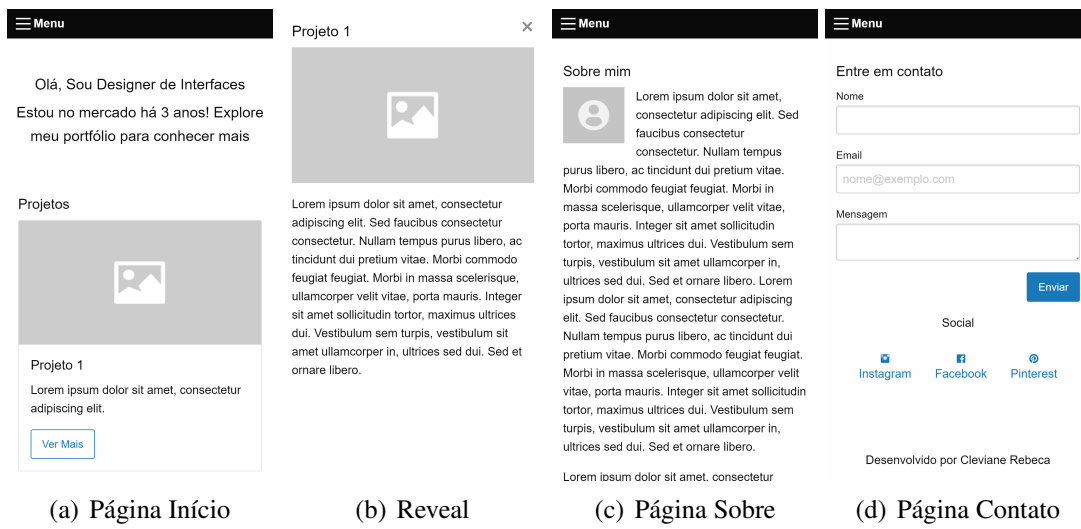 Menu
Olá, Sou Designer de Interfaces
Estou no mercado há 3 anos! Explore
meu portfólio para conhecer mais
Projetos
Projeto 1
Lorem ipsum dolor sit amet, consectetur
adipiscing elit.
Ver Mais
(a) Página Início
Projeto 1
×
Lorem ipsum dolor sit amet, consectetur
adipiscing elit. Sed faucibus consectetur
consectetur. Nullam tempus purus libero, ac
tincidunt dui pretium vitae. Morbi commodo
feugiat feugiat. Morbi in massa scelerisque,
ullamcorper velit vitae, porta mauris. Integer
sit amet sollicitudin tortor, maximus ultrices
dui. Vestibulum sem turpis, vestibulum sit
amet ullamcorper in, ultrices sed dui. Sed et
ornare libero.
(b) Reveal
Menu
Sobre mim
Lorem ipsum dolor sit amet,
consectetur adipiscing elit. Sed
faucibus consectetur
consectetur. Nullam tempus
purus libero, ac tincidunt dui pretium vitae.
Morbi commodo feugiat feugiat. Morbi in
massa scelerisque, ullamcorper velit vitae,
porta mauris. Integer sit amet sollicitudin
tortor, maximus ultrices dui. Vestibulum sem
turpis, vestibulum sit amet ullamcorper in,
ultrices sed dui. Sed et ornare libero. Lorem
ipsum dolor sit amet, consectetur adipiscing
elit. Sed faucibus consectetur consectetur.
Nullam tempus purus libero, ac tincidunt dui
pretium vitae. Morbi commodo feugiat feugiat.
Morbi in massa scelerisque, ullamcorper velit
vitae, porta mauris. Integer sit amet sollicitudin
tortor, maximus ultrices dui. Vestibulum sem
turpis, vestibulum sit amet ullamcorper in,
ultrices sed dui. Sed et ornare libero.
Lorem ipsum dolor sit amet, consectetur
(c) Página Sobre
Menu
Entre em contato
Nome
Email
nome@exemplo.com
Mensagem
Enviar
Social
Instagram Facebook Pinterest
Desenvolvido por Cleviane Rebeca
(d) Página Contato